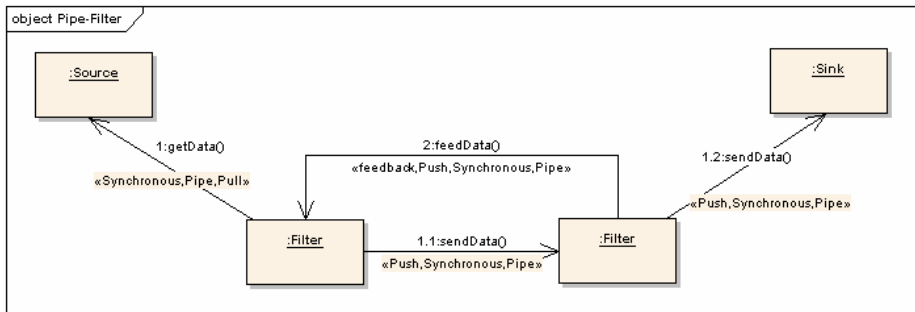 object Pipe-Filter
:Source
:Sink
1:getData()
«Synchronous,Pipe,Pull»
2:feedData()
«feedback,Push,Synchronous,Pipe»
1.2:sendData()
«Push,Synchronous,Pipe»
:Filter
1.1:sendData()
«Push,Synchronous,Pipe»
:Filter